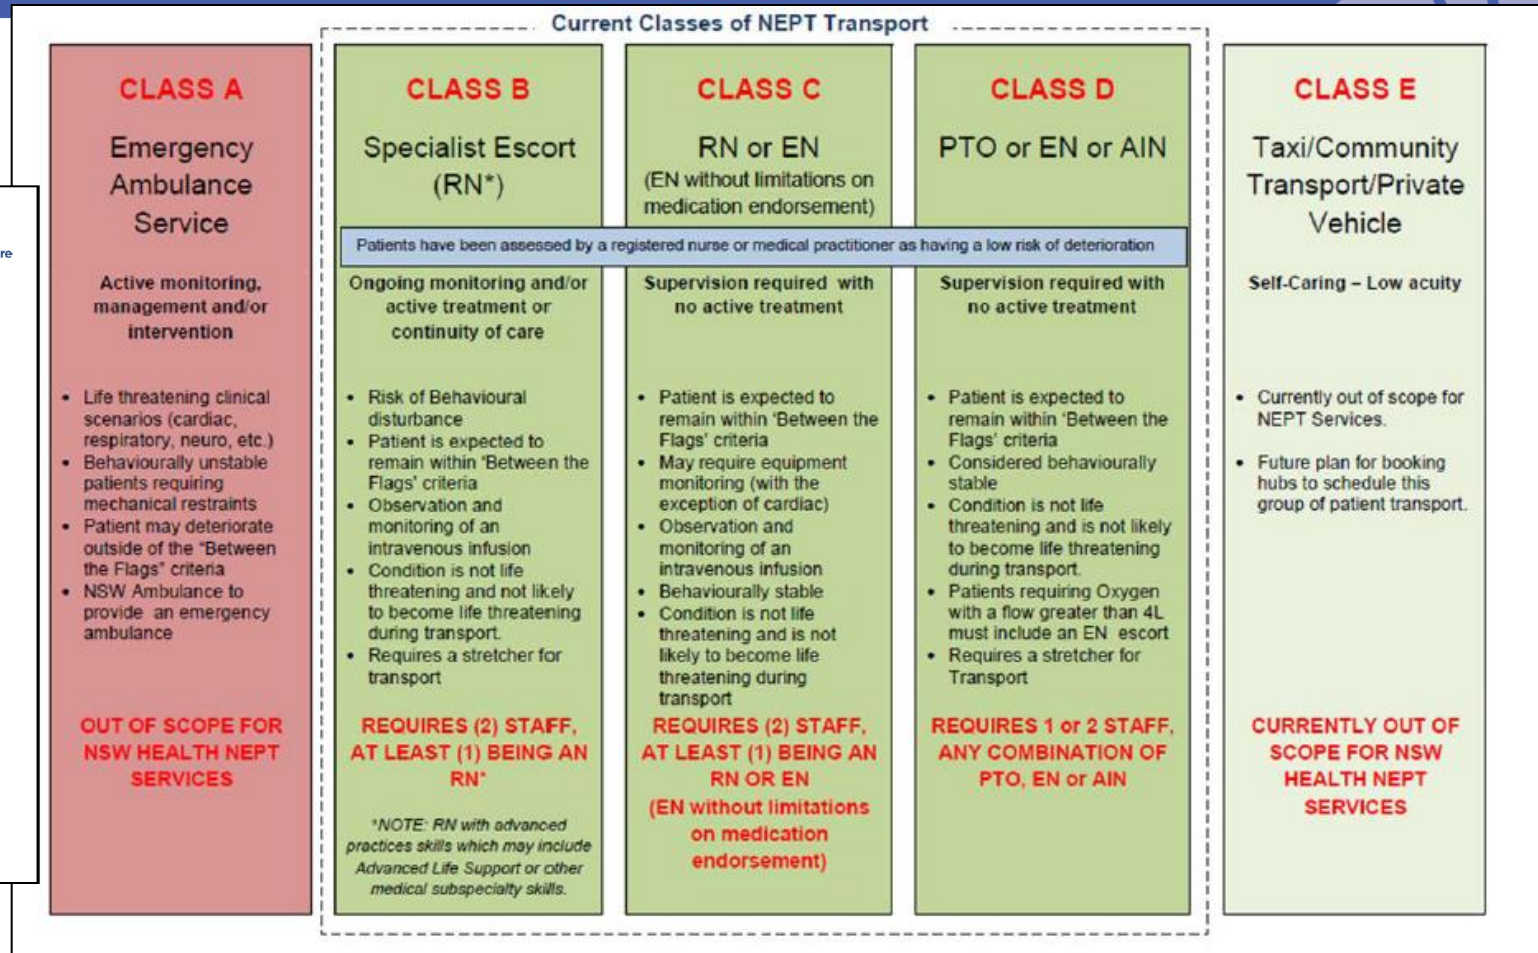 Current Classes of NEPT Transport
re
CLASS A
Emergency
Ambulance
Service
Active monitoring,
management and/or
intervention
• Life threatening clinical
scenarios (cardiac,
respiratory, neuro, etc.)
• Behaviourally unstable
patients requiring
mechanical restraints
• Patient may deteriorate
outside of the "Between
the Flags" criteria
• NSW Ambulance to
provide an emergency
ambulance
OUT OF SCOPE FOR
NSW HEALTH NEPT
SERVICES
CLASS B
Specialist Escort
(RN*)
Patients have been assessed by a registered nurse or medical practitioner as having a low risk of deterioration
Ongoing monitoring and/or
active treatment or
continuity of care
• Risk of Behavioural
disturbance
• Patient is expected to
remain within 'Between the
Flags' criteria
• Observation and
monitoring of an
intravenous infusion
• Condition is not life
threatening and not likely
to become life threatening
during transport.
• Requires a stretcher for
transport
REQUIRES (2) STAFF,
AT LEAST (1) BEING AN
RN*
*NOTE: RN with advanced
practices skills which may include
Advanced Life Support or other
medical subspecialty skills.
CLASS C
RN or EN
(EN without limitations on
medication endorsement)
Supervision required with
no active treatment
• Patient is expected to
remain within 'Between the
Flags' criteria
• May require equipment
monitoring (with the
exception of cardiac)
• Observation and
monitoring of an
intravenous infusion
• Behaviourally stable
• Condition is not life
threatening and is not
likely to become life
threatening during
transport
REQUIRES (2) STAFF,
AT LEAST (1) BEING AN
RN OR EN
(EN without limitations
on medication
endorsement)
CLASS D
PTO or EN or AIN
Supervision required with
no active treatment
• Patient is expected to
remain within 'Between the
Flags' criteria
• Considered behaviourally
stable
• Condition is not life
threatening and is not likely
to become life threatening
during transport.
• Patients requiring Oxygen
with a flow greater than 4L
must include an EN escort
• Requires a stretcher for
Transport
REQUIRES 1 or 2 STAFF,
ANY COMBINATION OF
PTO, EN or AIN
CLASS E
Taxi/Community
Transport/Private
Vehicle
Self-Caring – Low acuity
• Currently out of scope for
NEPT Services.
• Future plan for booking
hubs to schedule this
group of patient transport.
CURRENTLY OUT OF
SCOPE FOR NSW
HEALTH NEPT
SERVICES